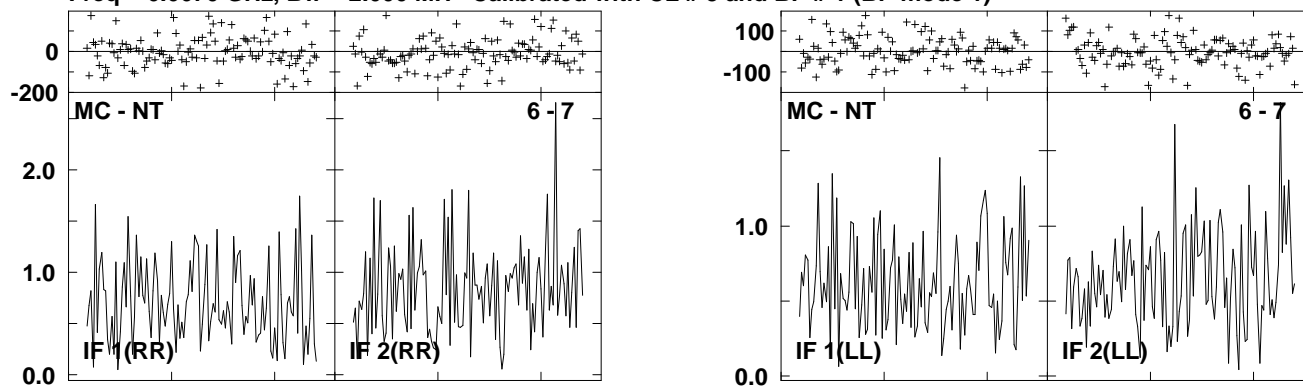 0
-200
MC - NT
6 - 7
2.0
1.0
0.0
IF 1(RR)
IF 2(RR)
100
-100
MC - NT
6 - 7
1.0
0.0
IF 1(LL)
IF 2(LL)